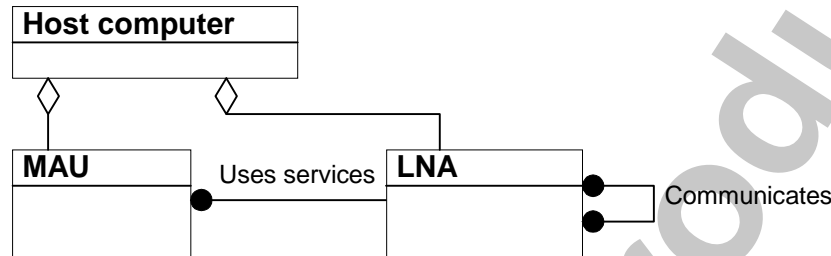 Host computer
MAU
Uses services
LNA
Communicates